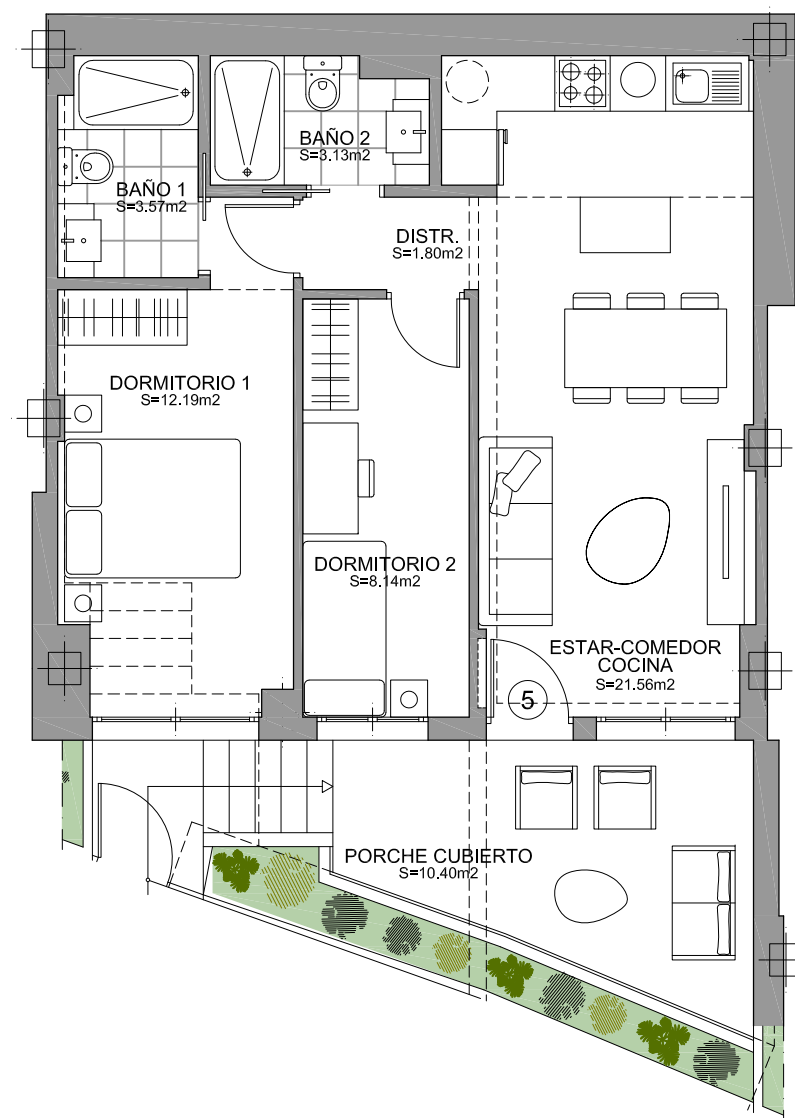 BAÑO 2
S=3.13m2
BAÑO 1
S=3.57m2
DISTR.
S=1.80m2
DORMITORIO 1
S=12.19m2
DORMITORIO 2
S=8.14m2
ESTAR-COMEDOR
COCINA
S=21.56m2
5
PORCHE CUBIERTO
S=10.40m2